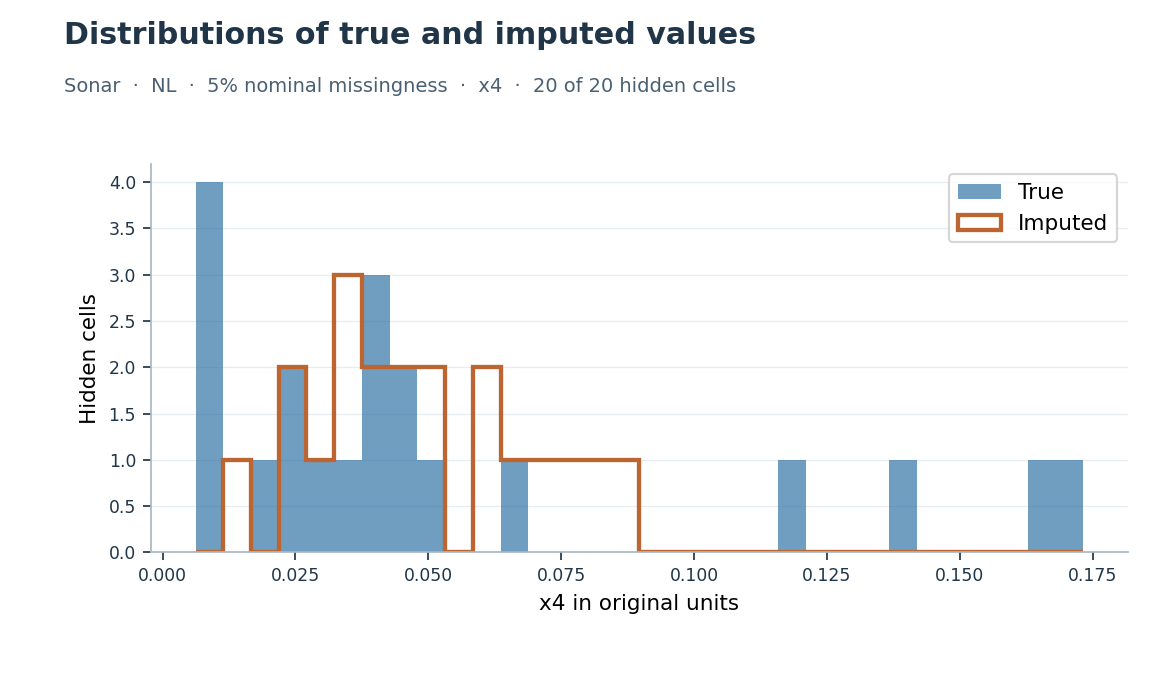 Distributions of true and imputed values
Sonar · NL · 5% nominal missingness · x4 · 20 of 20 hidden cells
True
Imputed
Hidden cells
4.0
3.5
3.0
2.5
2.0
1.5
1.0
0.5
0.0
0.000 0.025 0.050 0.075 0.100 0.125 0.150 0.175
x4 in original units